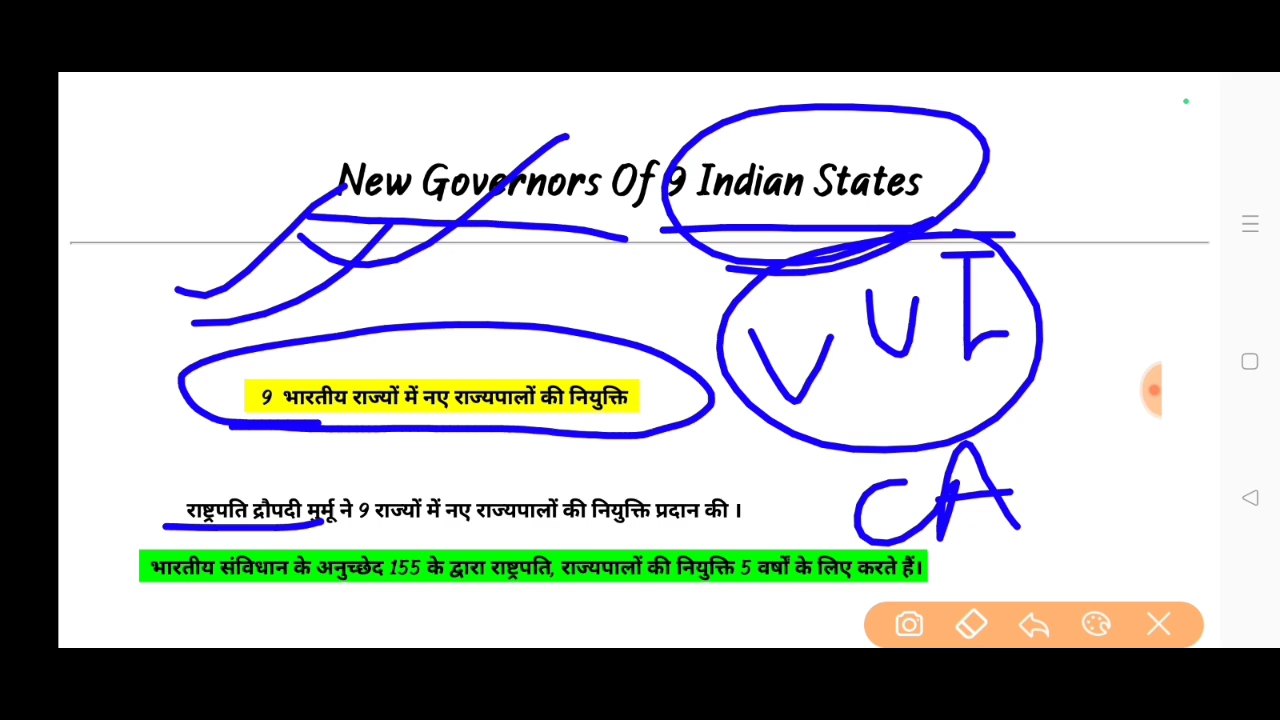 New Governors Of 9 Indian States
V U I
9 भारतीय राज्यों में नए राज्यपालों की नियुक्ति
CA
राष्ट्रपति द्रौपदी मुर्मू ने 9 राज्यों में नए राज्यपालों की नियुक्ति प्रदान की ।
भारतीय संविधान के अनुच्छेद 155 के द्वारा राष्ट्रपति, राज्यपालों की नियुक्ति 5 वर्षों के लिए करते हैं।